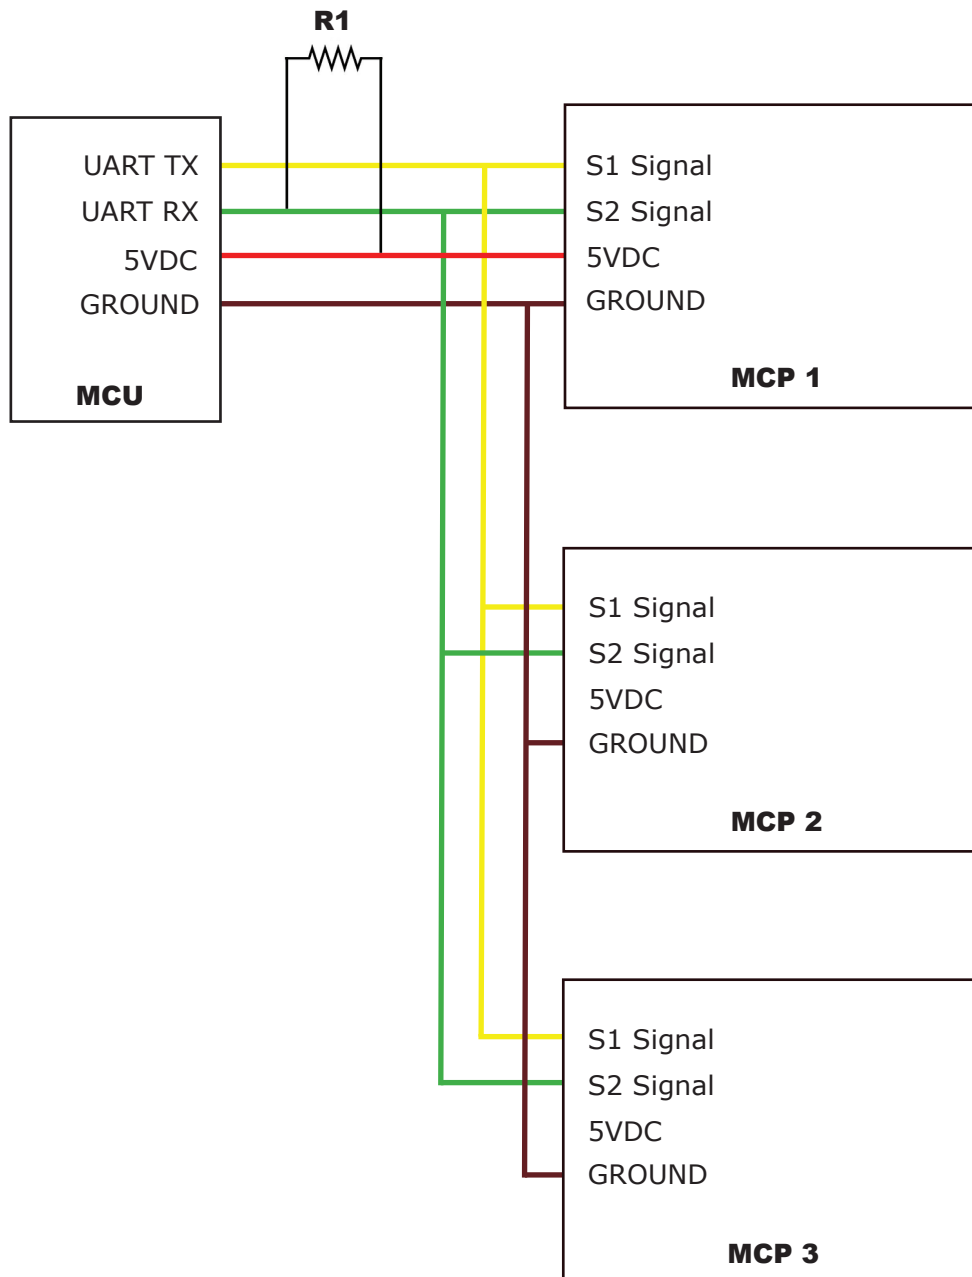 R1
UART TX
UART RX
5VDC
GROUND
MCU
S1 Signal
S2 Signal
5VDC
GROUND
MCP 1
S1 Signal
S2 Signal
5VDC
GROUND
MCP 2
S1 Signal
S2 Signal
5VDC
GROUND
MCP 3